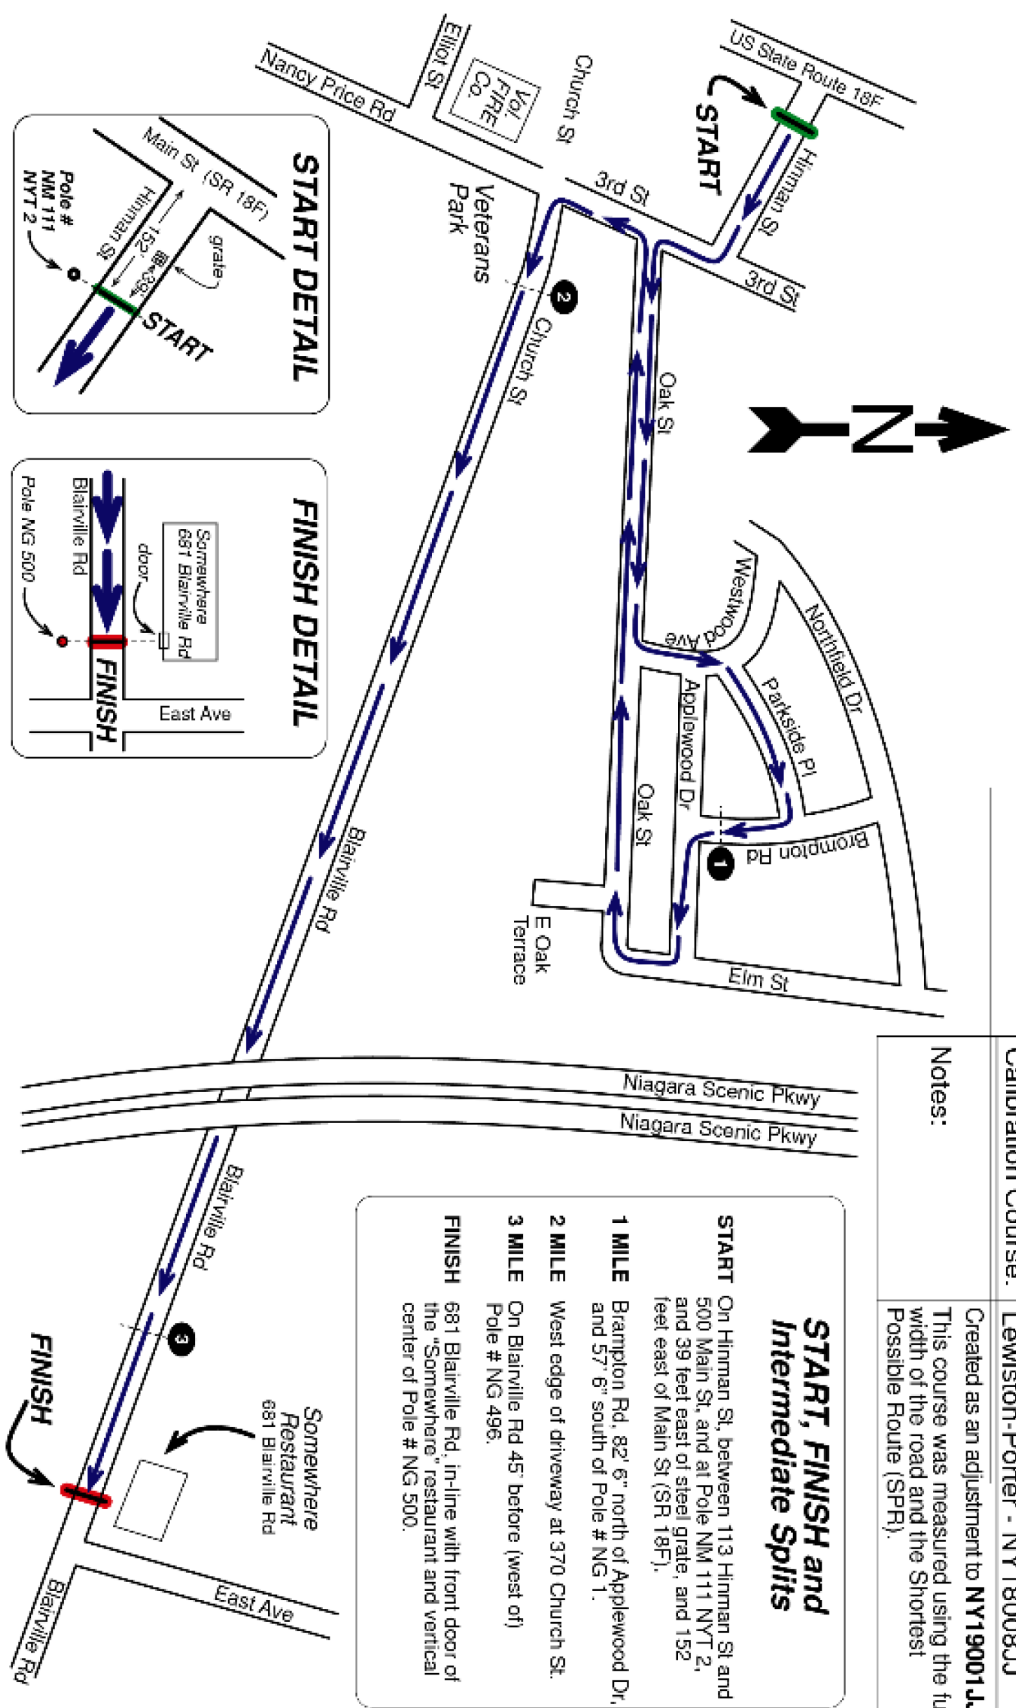 Calibration Course:
Lewiston-Porter - NY18008JJ
Notes:
Created as an adjustment to NY19001J
This course was measured using the fu
width of the road and the Shortest
Possible Route (SPR).
US State Route 18F
START
Hinman St
3rd St
3rd St
Church St
Vol.
FIRE
Co.
Elliot St
Nancy Price Rd
Veterans
Park
2
Church St
Oak St
N
Westwood Ave
Northfield Dr
Parkside Pl
Applewood Dr
Oak St
Brompton Rd
1
E Oak
Terrace
Elm St
Blairville Rd
Niagara Scenic Pkwy
Niagara Scenic Pkwy
Blairville Rd
3
FINISH
Somewhere
Restaurant
681 Blairville Rd
East Ave
Blairville Rd
START DETAIL
Main St (SR 18F)
grate
Hinman St
152'
39'
START
Pole #
NM 111
NYT 2
FINISH DETAIL
Somewhere
681 Blairville Rd
door
Blairville Rd
Pole NG 500
FINISH
East Ave
START, FINISH and
Intermediate Splits
START On Hinman St, between 113 Hinman St and
500 Main St, and at Pole NM 111 NYT 2,
and 39 feet east of steel grate, and 152
feet east of Main St (SR 18F).
1 MILE Brampton Rd, 82' 6" north of Applewood Dr,
and 57' 6" south of Pole # NG 1.
2 MILE West edge of driveway at 370 Church St.
3 MILE On Blairville Rd 45' before (west of)
Pole # NG 496.
FINISH 681 Blairville Rd, in-line with front door of
the "Somewhere" restaurant and vertical
center of Pole # NG 500.